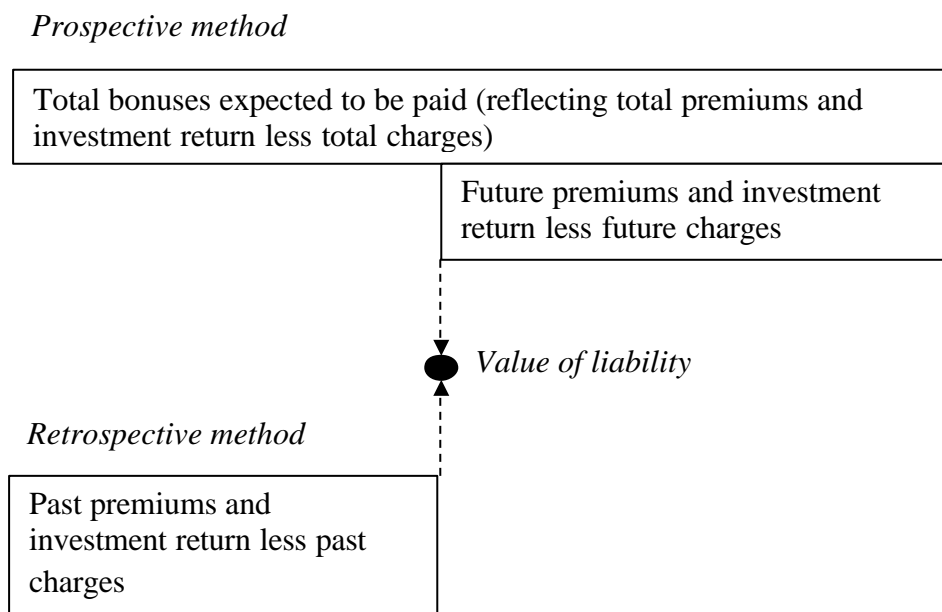 Prospective method
Total bonuses expected to be paid (reflecting total premiums and
investment return less total charges)
Future premiums and investment
return less future charges
Value of liability
Retrospective method
Past premiums and
investment return less past
charges